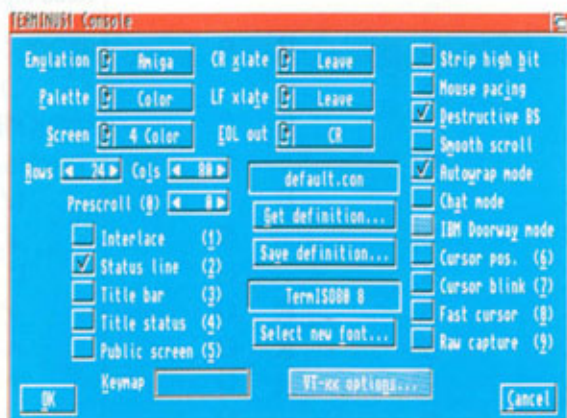 TERMINUS1 Console
Emulation Amiga
Palette Color
Screen 4 Color
CR xlate Leave
LF xlate Leave
EOL out CR
Rows 24 Cols 80
Prescroll (0) 0
Interlace (1)
Status line (2)
Title bar (3)
Title status (4)
Public screen (5)
Keymap
default.con
Get definition...
Save definition...
TermISO80 8
Select new font...
VT-xx options...
Strip high bit
Mouse pacing
Destructive BS
Smooth scroll
Autowrap mode
Chat mode
IBM Doorway mode
Cursor pos. (6)
Cursor blink (7)
Fast cursor (8)
Raw capture (9)
OK
Cancel